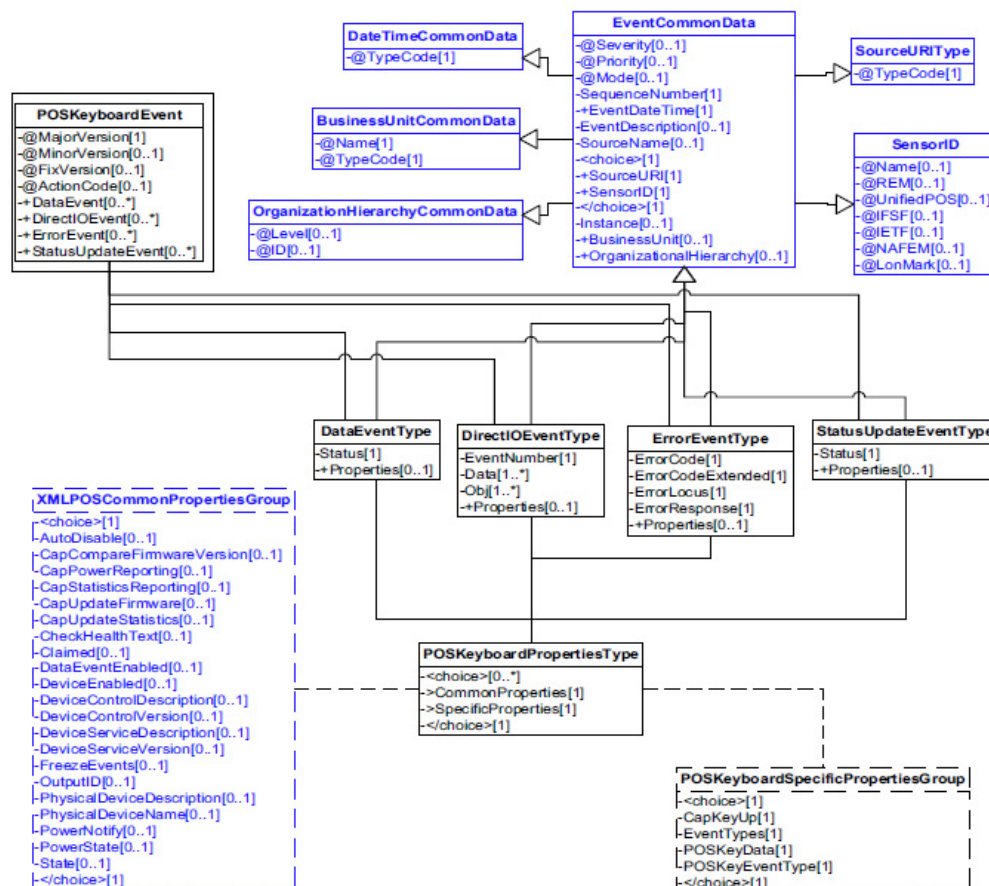 EventCommonData
-@Severity[0..1]
-@Priority[0..1]
-@Mode[0..1]
-SequenceNumber[1]
-+EventDateTime[1]
-EventDescription[0..1]
-SourceName[0..1]
-<choice>[1]
-+SourceURI[1]
-+SensorID[1]
-</choice>[1]
-Instance[0..1]
-+BusinessUnit[0..1]
-+OrganizationalHierarchy[0..1]
DateTimeCommonData
-@TypeCode[1]
SourceURIType
-@TypeCode[1]
POSKeyboardEvent
-@MajorVersion[1]
-@MinorVersion[0..1]
-@FixVersion[0..1]
-@ActionCode[0..1]
-+DataEvent[0..*]
-+DirectIOEvent[0..*]
-+ErrorEvent[0..*]
-+StatusUpdateEvent[0..*]
BusinessUnitCommonData
-@Name[1]
-@TypeCode[1]
SensorID
-@Name[0..1]
-@REM[0..1]
-@UnifiedPOS[0..1]
-@IFSF[0..1]
-@IETF[0..1]
-@NAFEM[0..1]
-@LonMark[0..1]
OrganizationHierarchyCommonData
-@Level[0..1]
-@ID[0..1]
DataEventType
-Status[1]
-+Properties[0..1]
DirectIOEventType
-EventNumber[1]
-Data[1..*]
-Obj[1..*]
-+Properties[0..1]
ErrorEventType
-ErrorCode[1]
-ErrorCodeExtended[1]
-ErrorLocus[1]
-ErrorResponse[1]
-+Properties[0..1]
StatusUpdateEventType
-Status[1]
-+Properties[0..1]
XMLPOSCommonPropertiesGroup
-<choice>[1]
-AutoDisable[0..1]
-CapCompareFirmwareVersion[0..1]
-CapPowerReporting[0..1]
-CapStatisticsReporting[0..1]
-CapUpdateFirmware[0..1]
-CapUpdateStatistics[0..1]
-CheckHealthText[0..1]
-Claimed[0..1]
-DataEventEnabled[0..1]
-DeviceEnabled[0..1]
-DeviceControlDescription[0..1]
-DeviceControlVersion[0..1]
-DeviceServiceDescription[0..1]
-DeviceServiceVersion[0..1]
-FreezeEvents[0..1]
-OutputID[0..1]
-PhysicalDeviceDescription[0..1]
-PhysicalDeviceName[0..1]
-PowerNotify[0..1]
-PowerState[0..1]
-State[0..1]
-</choice>[1]
POSKeyboardPropertiesType
-<choice>[0..*]
->CommonProperties[1]
->SpecificProperties[1]
-</choice>[1]
POSKeyboardSpecificPropertiesGroup
-<choice>[1]
-CapKeyUp[1]
-EventTypes[1]
-POSKeyData[1]
-POSKeyEventType[1]
-</choice>[1]